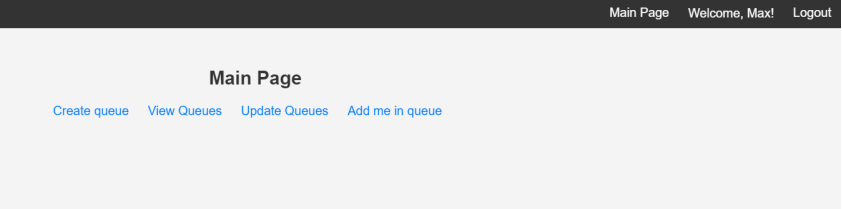 Main Page Welcome, Max! Logout
Main Page
Create queue View Queues Update Queues Add me in queue